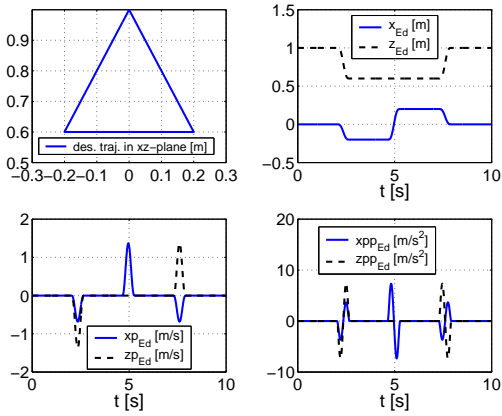 1.0
0.9
0.8
0.7
0.6
0.5
des. traj. in xz−plane [m]
−0.3−0.2−0.1 0 0.1 0.2 0.3
1.5
1
0.5
0
−0.5
x_Ed [m]
z_Ed [m]
0 5 10
t [s]
2
1
0
−1
−2
xp_Ed [m/s]
zp_Ed [m/s]
0 5 10
t [s]
20
10
0
−10
xpp_Ed [m/s^2]
zpp_Ed [m/s^2]
0 5 10
t [s]